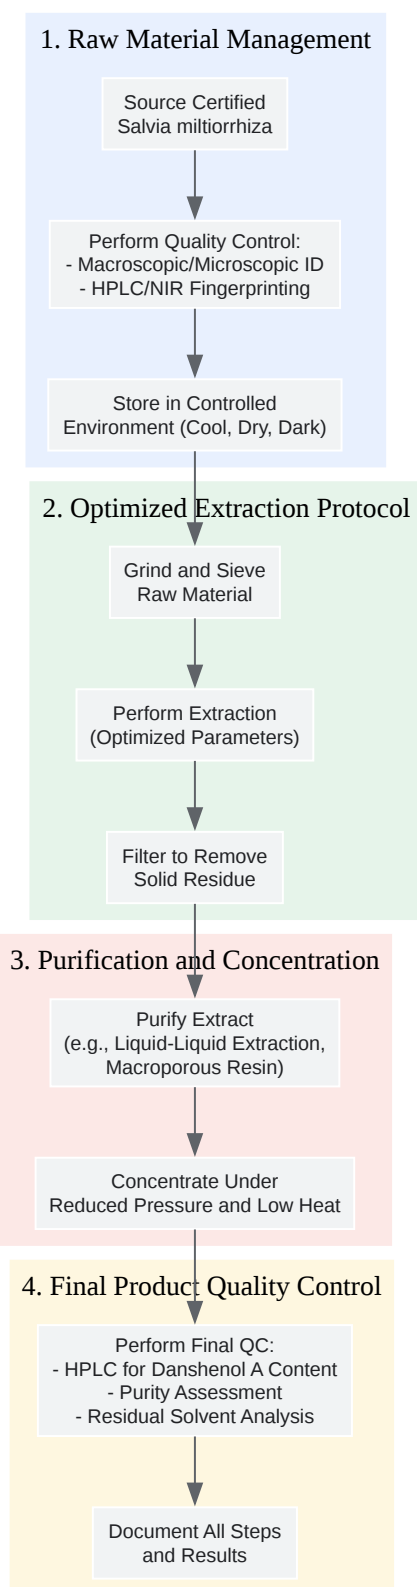 1. Raw Material Management
Source Certified
Salvia miltiorrhiza
Perform Quality Control:
- Macroscopic/Microscopic ID
- HPLC/NIR Fingerprinting
Store in Controlled
Environment (Cool, Dry, Dark)
2. Optimized Extraction Protocol
Grind and Sieve
Raw Material
Perform Extraction
(Optimized Parameters)
Filter to Remove
Solid Residue
3. Purification and Concentration
Purify Extract
(e.g., Liquid-Liquid Extraction,
Macroporous Resin)
Concentrate Under
Reduced Pressure and Low Heat
4. Final Product Quality Control
Perform Final QC:
- HPLC for Danshenol A Content
- Purity Assessment
- Residual Solvent Analysis
Document All Steps
and Results